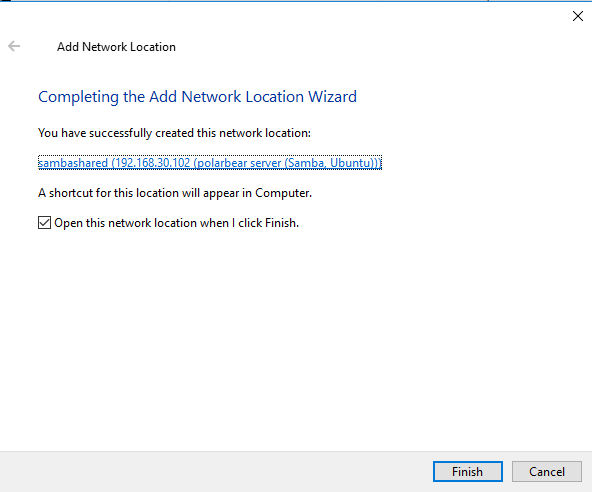 Add Network Location
Completing the Add Network Location Wizard
You have successfully created this network location:
sambashared (192.168.30.102 (polarbear server (Samba, Ubuntu)))
A shortcut for this location will appear in Computer.
Open this network location when I click Finish.
Finish
Cancel